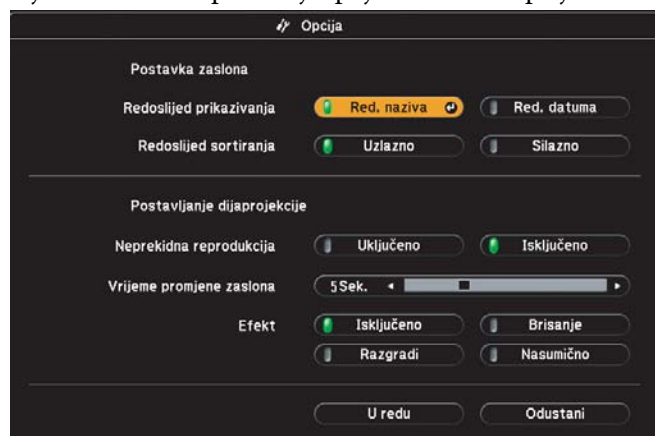 Opcija
Postavka zaslona
Redoslijed prikazivanja Red. naziva Red. datuma
Redoslijed sortiranja Uzlazno Silazno
Postavljanje dijaprojekcije
Neprekidna reprodukcija Uključeno Isključeno
Vrijeme promjene zaslona 5Sek.
Efekt Isključeno Brisanje
Razgradi Nasumično
U redu Odustani